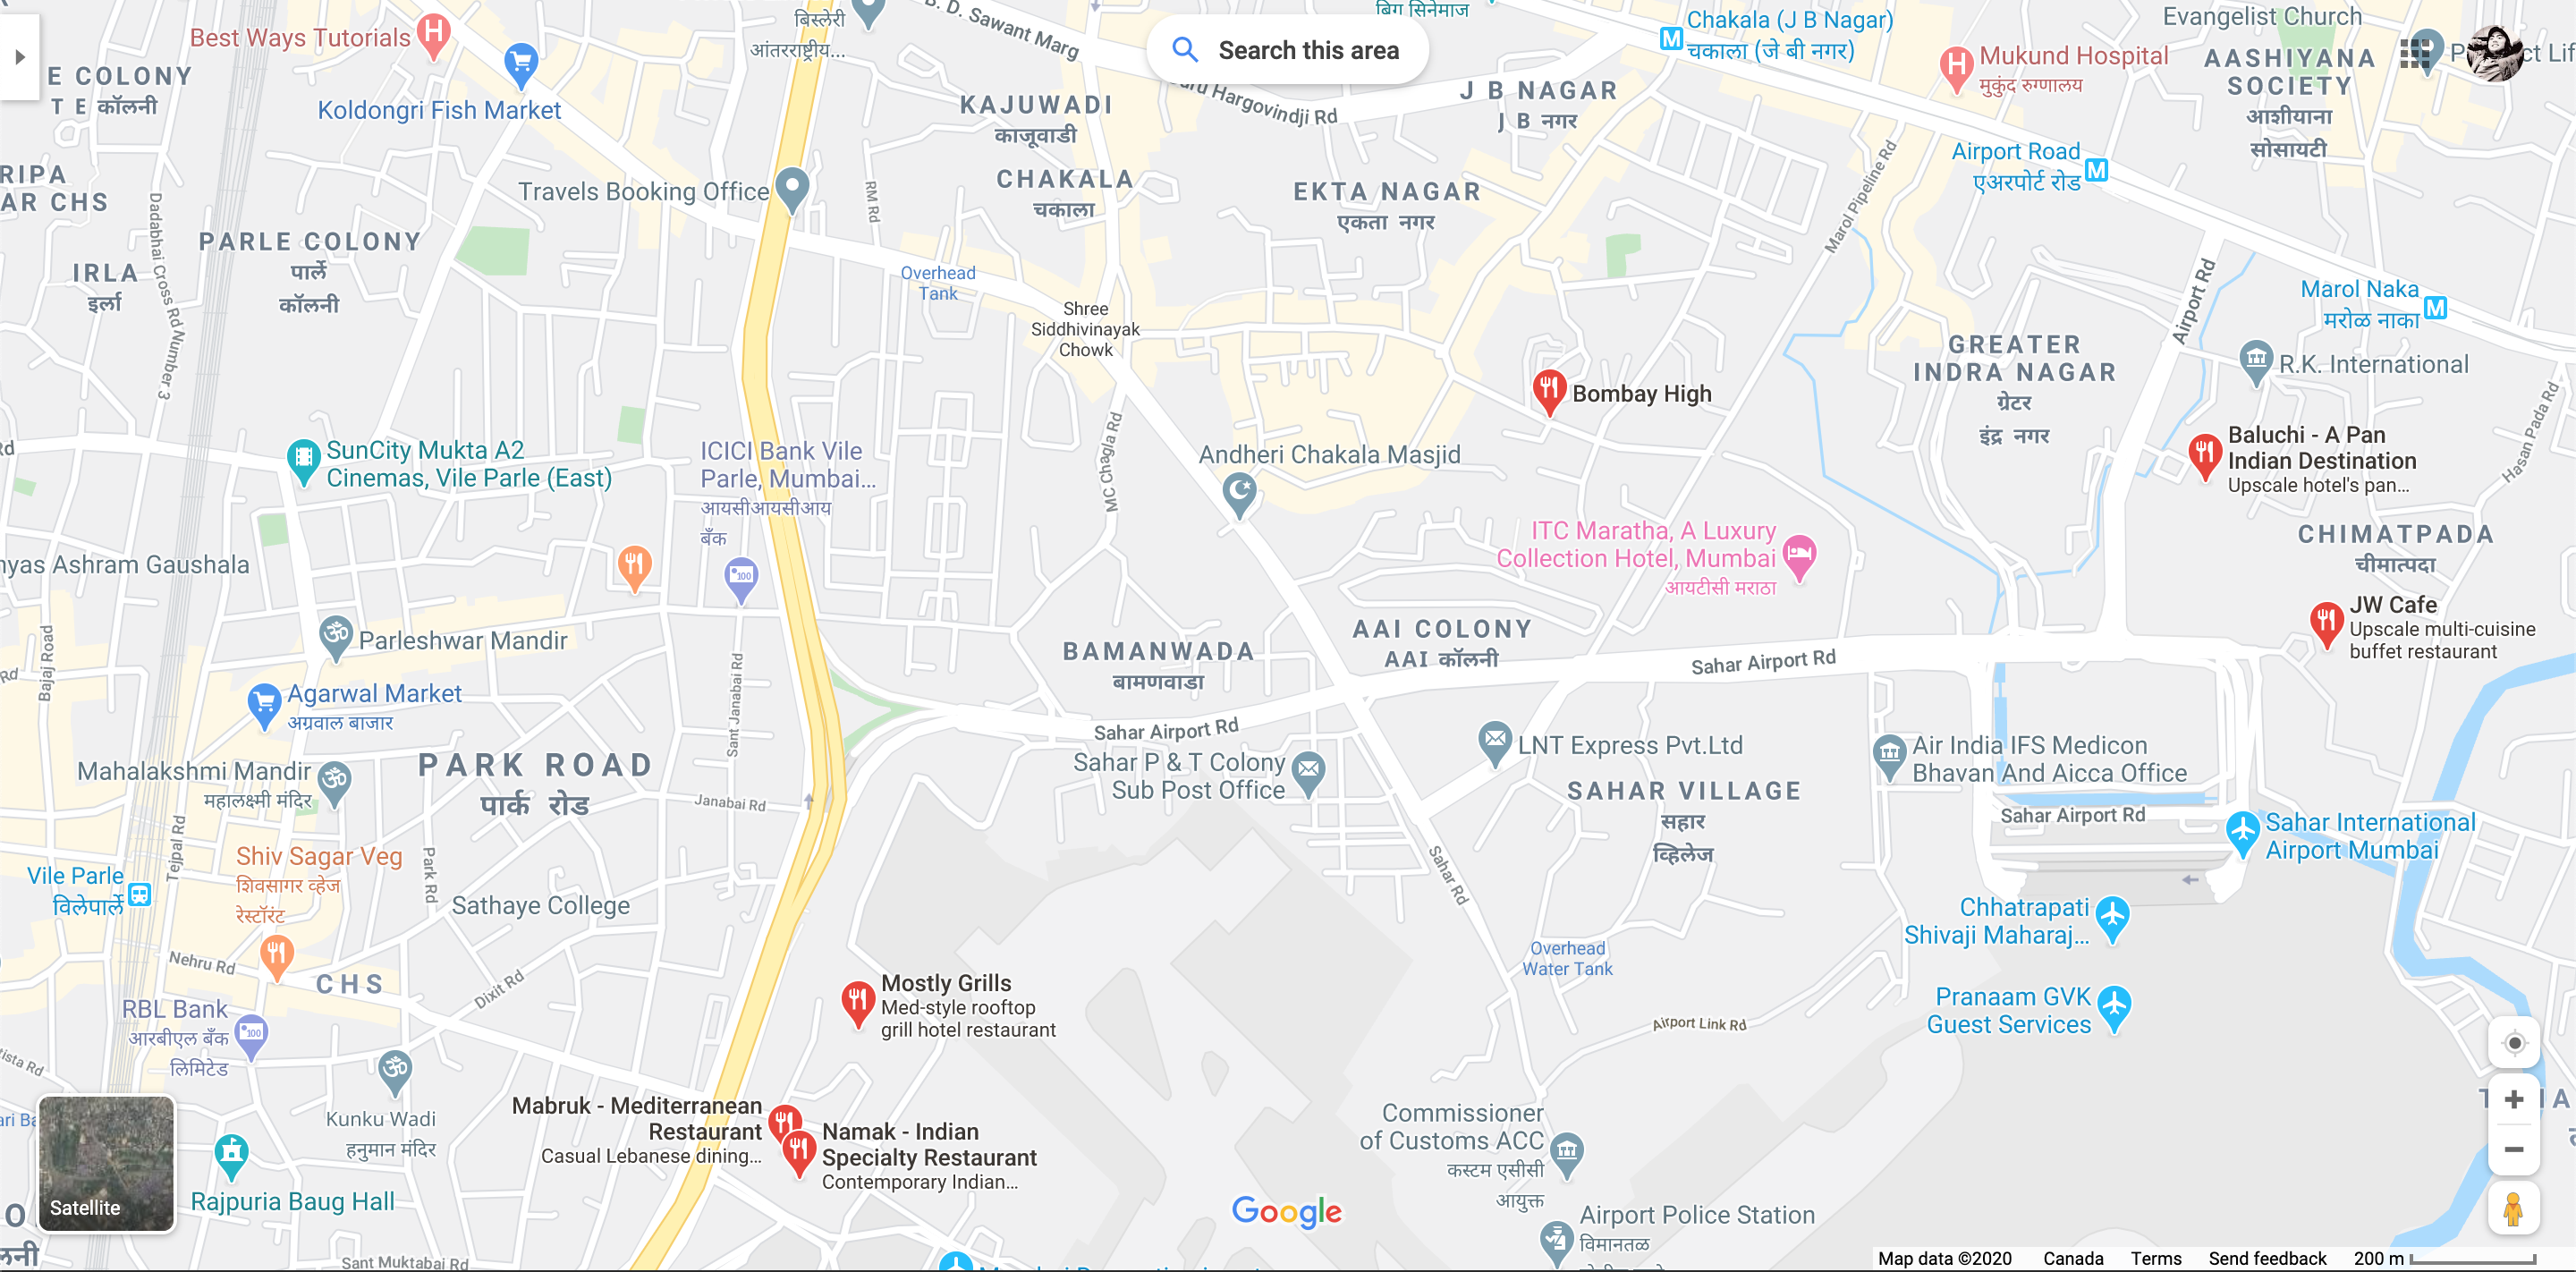 B. D. Sawant Marg
बिस्लेरी
आंतरराष्ट्रीय...
बिग सिनेमाज
Search this area
Chakala (J B Nagar)
चकाला (जे बी नगर)
Evangelist Church
Best Ways Tutorials
Mukund Hospital
मुकुंद रुग्णालय
AASHIYANA
SOCIETY
आशीयाना
सोसायटी
E COLONY
T E कॉलनी
Koldongri Fish Market
KAJUWADI
काजूवाडी
Hargovindji Rd
J B NAGAR
J B नगर
Airport Road
एअरपोर्ट रोड
Marol Pipeline Rd
RIPA
AR CHS
Travels Booking Office
RM Rd
CHAKALA
चकाला
EKTA NAGAR
एकता नगर
Dadabhai Cross Rd Number 3
PARLE COLONY
पार्ले
कॉलनी
IRLA
इर्ला
Overhead
Tank
Airport Rd
Marol Naka
मरोळ नाका
Shree
Siddhivinayak
Chowk
GREATER
INDRA NAGAR
ग्रेटर
इंद्र नगर
R.K. International
Bombay High
Hasan Pada Rd
Baluchi - A Pan
Indian Destination
Upscale hotel's pan...
SunCity Mukta A2
Cinemas, Vile Parle (East)
ICICI Bank Vile
Parle, Mumbai...
आयसीआयसीआय
बँक
MC Chagla Rd
Andheri Chakala Masjid
ITC Maratha, A Luxury
Collection Hotel, Mumbai
आयटीसी मराठा
CHIMATPADA
चीमात्पदा
nyas Ashram Gaushala
JW Cafe
Upscale multi-cuisine
buffet restaurant
Parleshwar Mandir
Bajaj Road
BAMANWADA
बामणवाडा
AAI COLONY
AAI कॉलनी
Sahar Airport Rd
Rd
Agarwal Market
अग्रवाल बाजार
Sant Janabai Rd
Sahar Airport Rd
LNT Express Pvt.Ltd
Air India IFS Medicon
Bhavan And Aicca Office
Mahalakshmi Mandir
महालक्ष्मी मंदिर
PARK ROAD
पार्क रोड
Janabai Rd
Sahar P & T Colony
Sub Post Office
SAHAR VILLAGE
सहार
व्हिलेज
Sahar Airport Rd
Sahar International
Airport Mumbai
Tejpal Rd
Shiv Sagar Veg
शिवसागर व्हेज
रेस्टॉरंट
Park Rd
Vile Parle
विलेपार्ले
Sathaye College
Sahar Rd
Chhatrapati
Shivaji Maharaj...
Overhead
Water Tank
Nehru Rd
CHS
Dixit Rd
Mostly Grills
Med-style rooftop
grill hotel restaurant
Pranaam GVK
Guest Services
Airport Link Rd
RBL Bank
आरबीएल बँक
लिमिटेड
Kunku Wadi
हनुमान मंदिर
Mabruk - Mediterranean
Restaurant
Casual Lebanese dining...
Namak - Indian
Specialty Restaurant
Contemporary Indian...
Commissioner
of Customs ACC
कस्टम एसीसी
आयुक्त
Satellite
Rajpuria Baug Hall
Google
Airport Police Station
विमानतळ
Sant Muktabai Rd
Map data ©2020 Canada Terms Send feedback 200 m